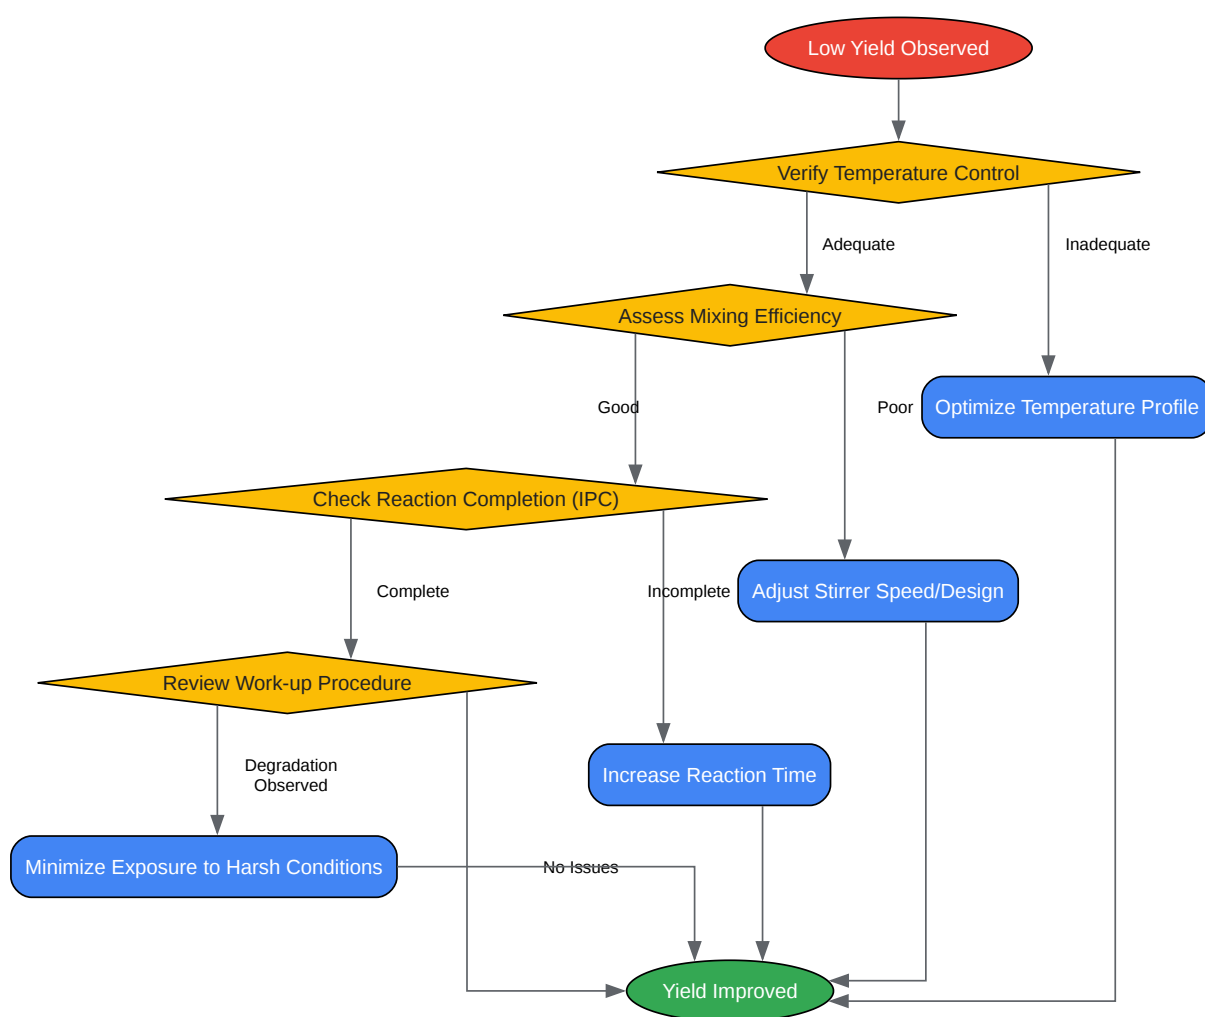 Low Yield Observed
Verify Temperature Control
Adequate
Inadequate
Assess Mixing Efficiency
Good
Poor
Optimize Temperature Profile
Check Reaction Completion (IPC)
Complete
Incomplete
Adjust Stirrer Speed/Design
Review Work-up Procedure
Degradation
Observed
Increase Reaction Time
Minimize Exposure to Harsh Conditions
No Issues
Yield Improved